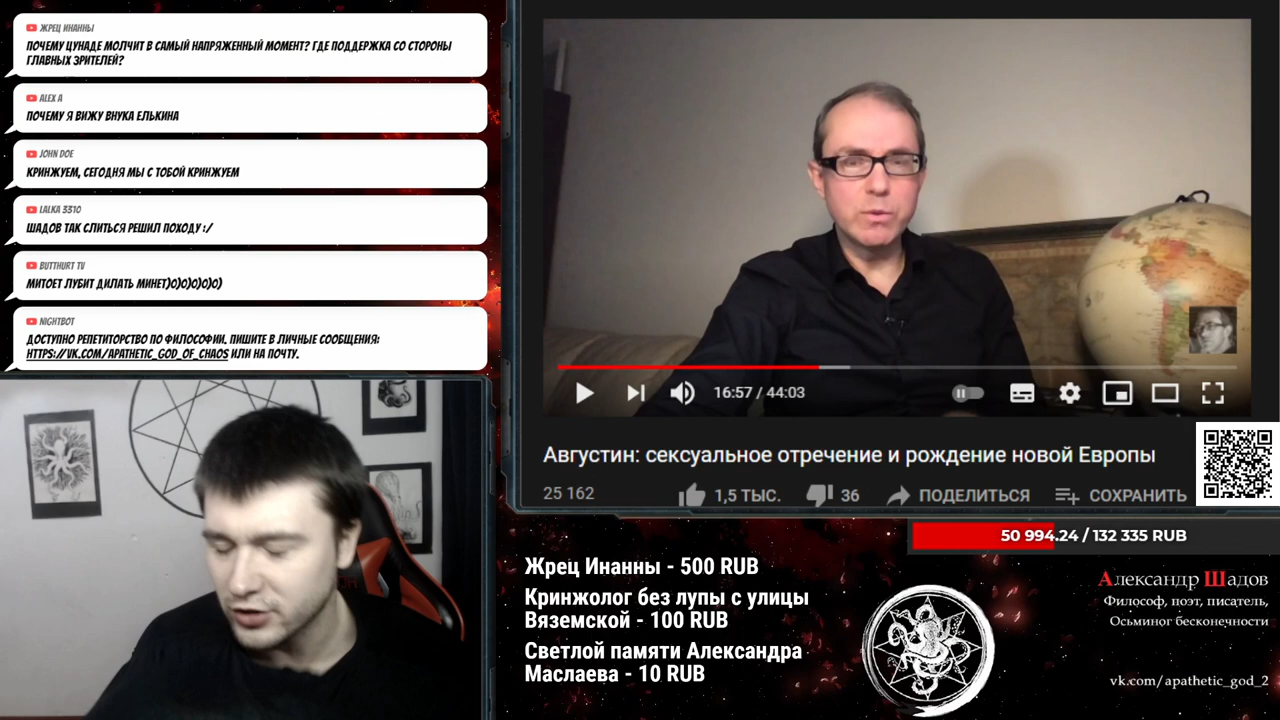 ЖРЕЦ ИНАННЫ
ПОЧЕМУ ЦУНАДЕ МОЛЧИТ В САМЫЙ НАПРЯЖЕННЫЙ МОМЕНТ? ГДЕ ПОДДЕРЖКА СО СТОРОНЫ
ГЛАВНЫХ ЗРИТЕЛЕЙ?
ALEX A
ПОЧЕМУ Я ВИЖУ ВНУКА ЕЛЬКИНА
JOHN DOE
КРИНЖУЕМ, СЕГОДНЯ МЫ С ТОБОЙ КРИНЖУЕМ
LALKA 3310
ШАДОВ ТАК СЛИТЬСЯ РЕШИЛ ПОХОДУ :/
BUTTHURT TV
МИТОЕТ ЛУБИТ ДИЛАТЬ МИНЕТ)0)0)0)0)0)
NIGHTBOT
ДОСТУПНО РЕПЕТИТОРСТВО ПО ФИЛОСОФИИ. ПИШИТЕ В ЛИЧНЫЕ СООБЩЕНИЯ:
HTTPS://VK.COM/APATHETIC_GOD_OF_CHAOS ИЛИ НА ПОЧТУ.
16:57 / 44:03
Августин: сексуальное отречение и рождение новой Европы
25 162
1,5 ТЫС.
36
ПОДЕЛИТЬСЯ
СОХРАНИТЬ
50 994.24 / 132 335 RUB
Жрец Инанны - 500 RUB
Кринжолог без лупы с улицы
Вяземской - 100 RUB
Светлой памяти Александра
Маслаева - 10 RUB
Александр Шадов
Философ, поэт, писатель,
Осьминог бесконечности
vk.com/apathetic_god_2